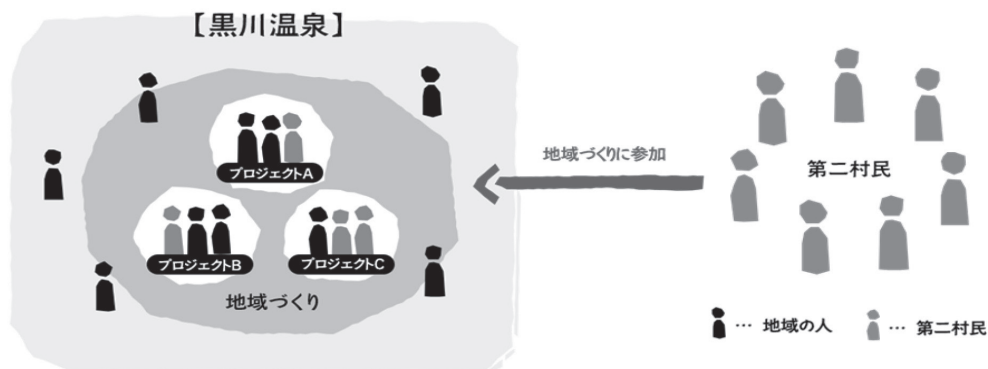 【黒川温泉】
プロジェクトA
プロジェクトB
プロジェクトC
地域づくり
地域づくりに参加
第二村民
… 地域の人
… 第二村民